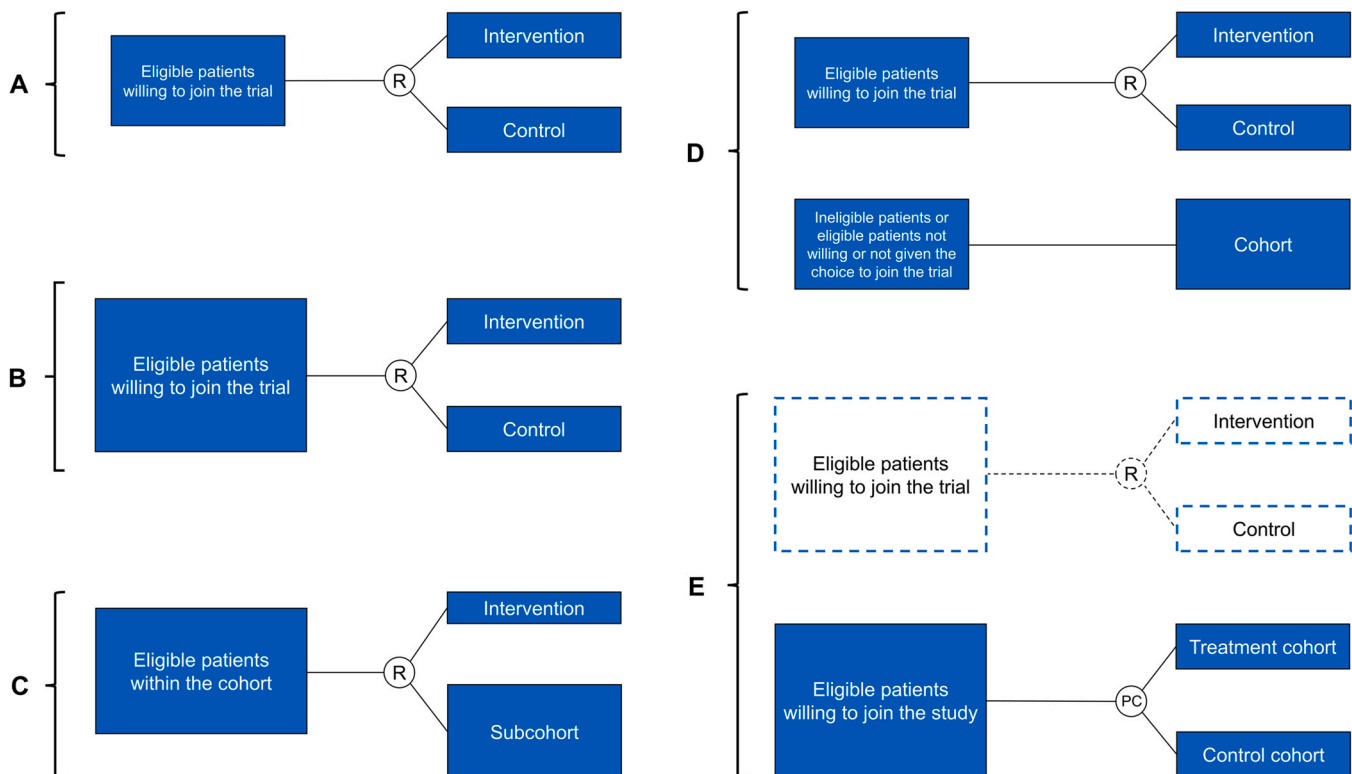 A
Eligible patients
willing to join the trial
R
Intervention
Control
B
Eligible patients
willing to join the trial
R
Intervention
Control
C
Eligible patients
within the cohort
R
Intervention
Subcohort
D
Eligible patients
willing to join the trial
R
Intervention
Control
Ineligible patients or
eligible patients not
willing or not given the
choice to join the trial
Cohort
E
Eligible patients
willing to join the trial
R
Intervention
Control
Eligible patients
willing to join the study
PC
Treatment cohort
Control cohort